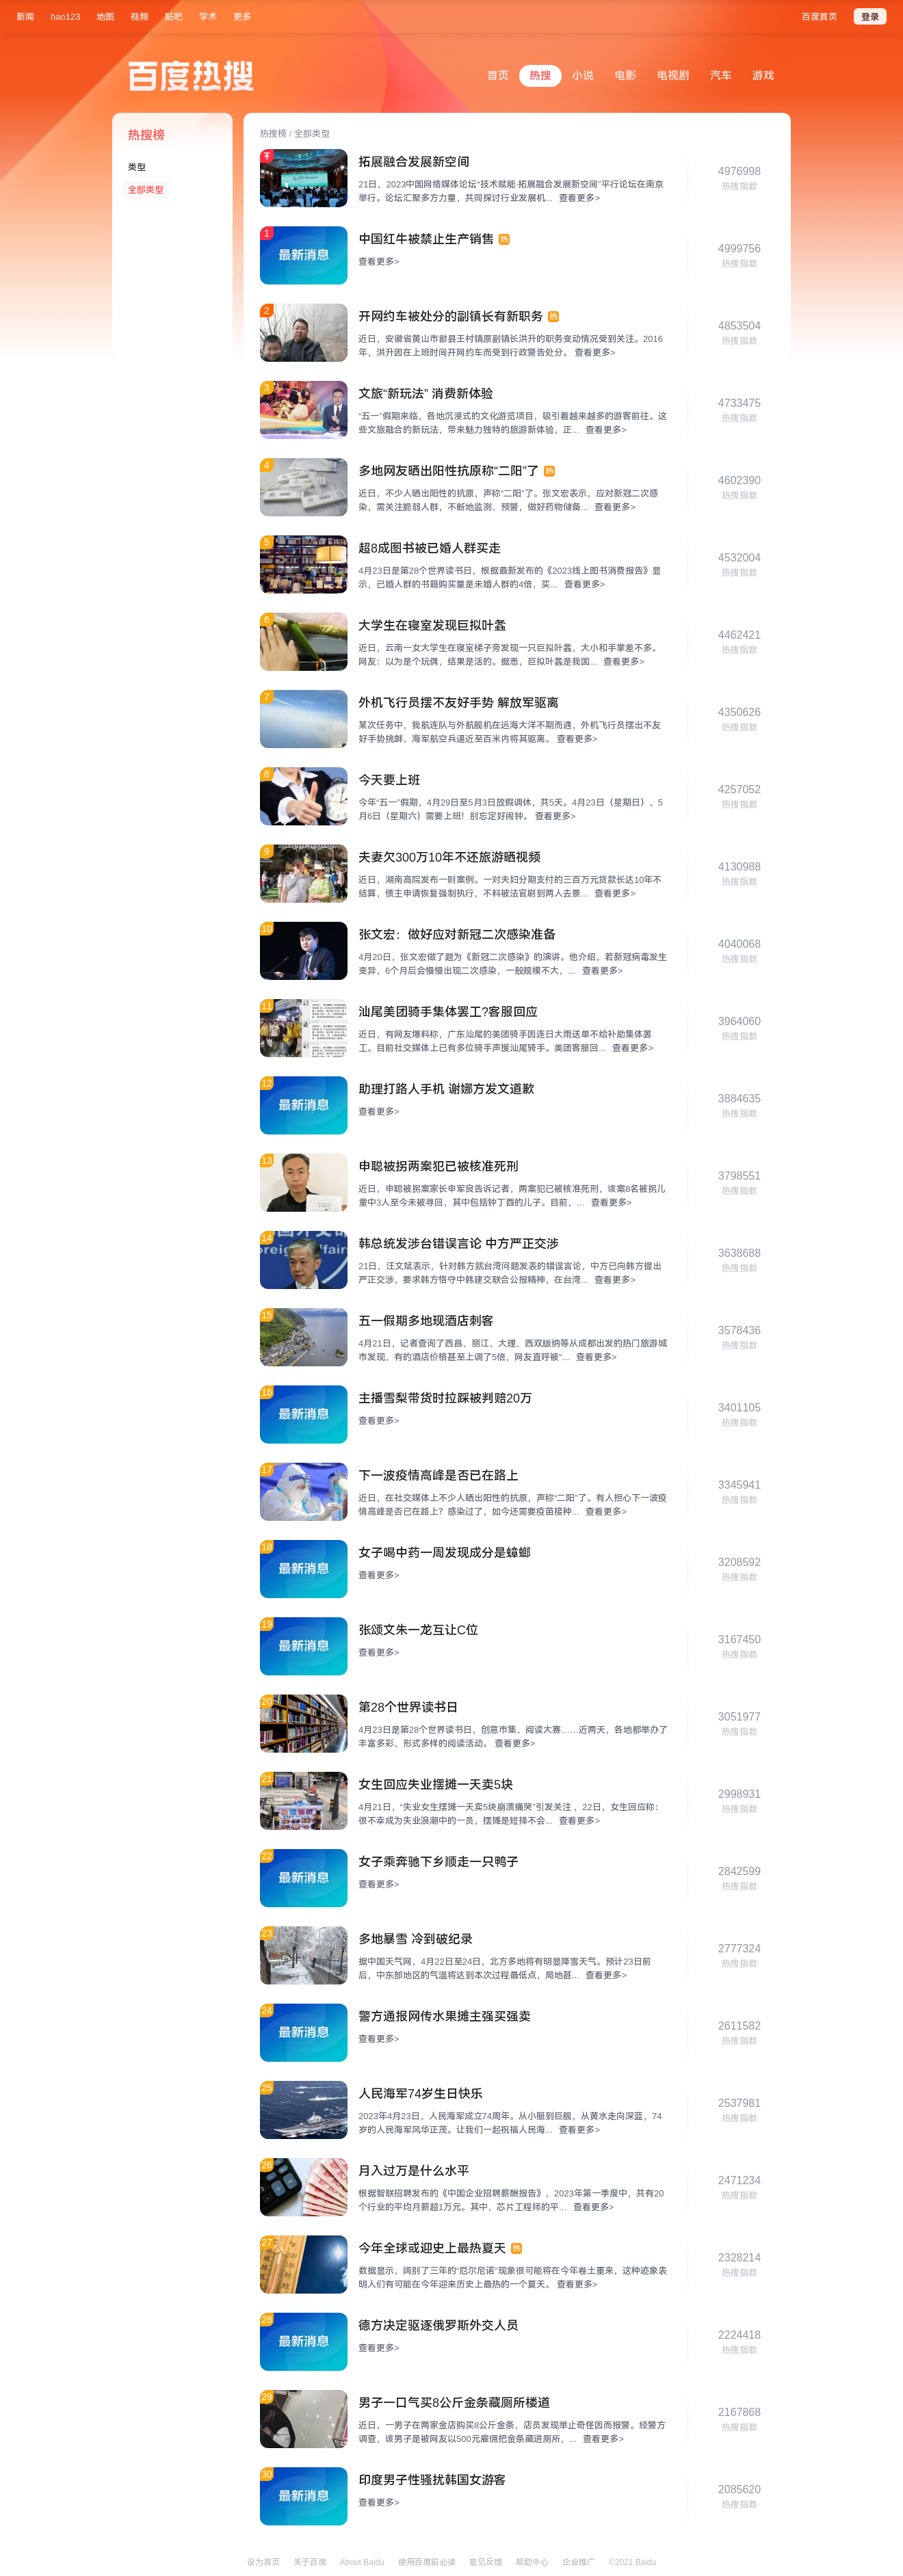 新闻 hao123 地图 视频 贴吧 学术 更多 百度首页 登录
百度热搜
首页 热搜 小说 电影 电视剧 汽车 游戏
热搜榜
类型
全部类型
热搜榜 / 全部类型
拓展融合发展新空间
21日，2023中国网络媒体论坛“技术赋能·拓展融合发展新空间”平行论坛在南京
举行。论坛汇聚多方力量，共同探讨行业发展机... 查看更多>
4976998
热搜指数
1
最新消息
中国红牛被禁止生产销售 热
查看更多>
4999756
热搜指数
2
开网约车被处分的副镇长有新职务 热
近日，安徽省黄山市歙县王村镇原副镇长洪升的职务变动情况受到关注。2016
年，洪升因在上班时间开网约车而受到行政警告处分。 查看更多>
4853504
热搜指数
3
文旅“新玩法” 消费新体验
“五一”假期来临，各地沉浸式的文化游览项目，吸引着越来越多的游客前往。这
些文旅融合的新玩法，带来魅力独特的旅游新体验，正... 查看更多>
4733475
热搜指数
4
多地网友晒出阳性抗原称“二阳”了 热
近日，不少人晒出阳性的抗原，声称“二阳”了。张文宏表示，应对新冠二次感
染，需关注脆弱人群，不断地监测、预警，做好药物储备... 查看更多>
4602390
热搜指数
5
超8成图书被已婚人群买走
4月23日是第28个世界读书日，根据最新发布的《2023线上图书消费报告》显
示，已婚人群的书籍购买量是未婚人群的4倍，买... 查看更多>
4532004
热搜指数
6
大学生在寝室发现巨拟叶螽
近日，云南一女大学生在寝室梯子旁发现一只巨拟叶螽，大小和手掌差不多。
网友：以为是个玩偶，结果是活的。据悉，巨拟叶螽是我国... 查看更多>
4462421
热搜指数
7
外机飞行员摆不友好手势 解放军驱离
某次任务中，我航连队与外航舰机在远海大洋不期而遇，外机飞行员摆出不友
好手势挑衅，海军航空兵逼近至百米内将其驱离。 查看更多>
4350626
热搜指数
8
今天要上班
今年“五一”假期，4月29日至5月3日放假调休，共5天。4月23日（星期日）、5
月6日（星期六）需要上班！别忘定好闹钟。 查看更多>
4257052
热搜指数
9
夫妻欠300万10年不还旅游晒视频
近日，湖南高院发布一则案例。一对夫妇分期支付的三百万元贷款长达10年不
结算，债主申请恢复强制执行，不料被法官刷到两人去景... 查看更多>
4130988
热搜指数
10
张文宏：做好应对新冠二次感染准备
4月20日，张文宏做了题为《新冠二次感染》的演讲。他介绍，若新冠病毒发生
变异，6个月后会慢慢出现二次感染，一般规模不大，... 查看更多>
4040068
热搜指数
11
汕尾美团骑手集体罢工?客服回应
近日，有网友爆料称，广东汕尾的美团骑手因连日大雨送单不给补助集体罢
工。目前社交媒体上已有多位骑手声援汕尾骑手。美团客服回... 查看更多>
3964060
热搜指数
12
最新消息
助理打路人手机 谢娜方发文道歉
查看更多>
3884635
热搜指数
13
申聪被拐两案犯已被核准死刑
近日，申聪被拐案家长申军良告诉记者，两案犯已被核准死刑，该案8名被拐儿
童中3人至今未被寻回，其中包括钟丁酉的儿子。目前，... 查看更多>
3798551
热搜指数
14
韩总统发涉台错误言论 中方严正交涉
21日，汪文斌表示，针对韩方就台湾问题发表的错误言论，中方已向韩方提出
严正交涉，要求韩方恪守中韩建交联合公报精神，在台湾... 查看更多>
3638688
热搜指数
15
五一假期多地现酒店刺客
4月21日，记者查询了西昌、丽江、大理、西双版纳等从成都出发的热门旅游城
市发现，有的酒店价格甚至上调了5倍，网友直呼被“... 查看更多>
3578436
热搜指数
16
最新消息
主播雪梨带货时拉踩被判赔20万
查看更多>
3401105
热搜指数
17
下一波疫情高峰是否已在路上
近日，在社交媒体上不少人晒出阳性的抗原，声称“二阳”了。有人担心下一波疫
情高峰是否已在路上？感染过了，如今还需要疫苗接种... 查看更多>
3345941
热搜指数
18
最新消息
女子喝中药一周发现成分是蟑螂
查看更多>
3208592
热搜指数
19
最新消息
张颂文朱一龙互让C位
查看更多>
3167450
热搜指数
20
第28个世界读书日
4月23日是第28个世界读书日，创意市集、阅读大赛……近两天，各地都举办了
丰富多彩、形式多样的阅读活动。 查看更多>
3051977
热搜指数
21
女生回应失业摆摊一天卖5块
4月21日，“失业女生摆摊一天卖5块崩溃痛哭”引发关注 ，22日，女生回应称：
很不幸成为失业浪潮中的一员，摆摊是短择不会... 查看更多>
2998931
热搜指数
22
最新消息
女子乘奔驰下乡顺走一只鸭子
查看更多>
2842599
热搜指数
23
多地暴雪 冷到破纪录
据中国天气网，4月22日至24日，北方多地将有明显降雪天气。预计23日前
后，中东部地区的气温将达到本次过程最低点，局地甚... 查看更多>
2777324
热搜指数
24
最新消息
警方通报网传水果摊主强买强卖
查看更多>
2611582
热搜指数
25
人民海军74岁生日快乐
2023年4月23日，人民海军成立74周年。从小艇到巨舰，从黄水走向深蓝，74
岁的人民海军风华正茂。让我们一起祝福人民海... 查看更多>
2537981
热搜指数
26
月入过万是什么水平
根据智联招聘发布的《中国企业招聘薪酬报告》，2023年第一季度中，共有20
个行业的平均月薪超1万元。其中，芯片工程师的平... 查看更多>
2471234
热搜指数
27
今年全球或迎史上最热夏天 热
数据显示，阔别了三年的“厄尔尼诺”现象很可能将在今年卷土重来，这种迹象表
明人们有可能在今年迎来历史上最热的一个夏天。 查看更多>
2328214
热搜指数
28
最新消息
德方决定驱逐俄罗斯外交人员
查看更多>
2224418
热搜指数
29
男子一口气买8公斤金条藏厕所楼道
近日，一男子在两家金店购买8公斤金条，店员发现举止奇怪因而报警。经警方
调查，该男子是被网友以500元雇佣把金条藏进厕所，... 查看更多>
2167868
热搜指数
30
最新消息
印度男子性骚扰韩国女游客
查看更多>
2085620
热搜指数
设为首页 关于百度 About Baidu 使用百度前必读 意见反馈 帮助中心 企业推广 ©2021 Baidu